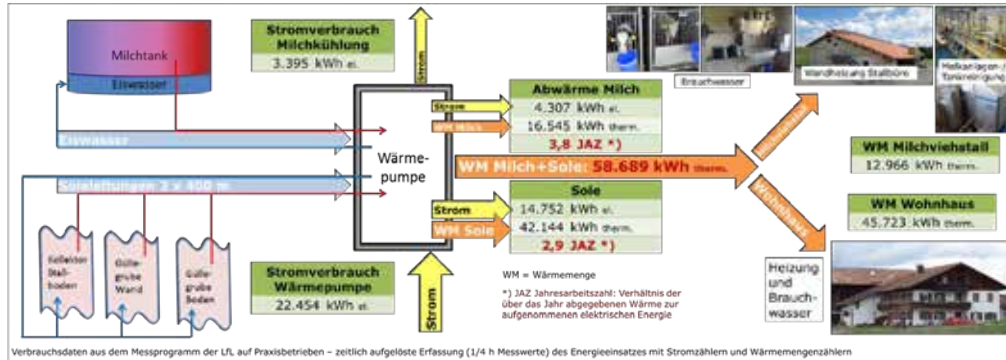 Milchtank
Eiswasser
Eiswasser
Soleleitungen 2 x 400 m
Kollektor
Stall-
boden
Gülle-
grube
Wand
Gülle-
grube
Boden
Stromverbrauch
Milchkühlung
3.395 kWh el.
Strom
Wärme-
pumpe
Stromverbrauch
Wärmepumpe
22.454 kWh el.
Strom
Strom
WM Milch
Abwärme Milch
4.307 kWh el.
16.545 kWh therm.
3,8 JAZ *)
WM Milch+Sole: 58.689 kWh therm.
Strom
WM Sole
Sole
14.752 kWh el.
42.144 kWh therm.
2,9 JAZ *)
WM = Wärmemenge
*) JAZ Jahresarbeitszahl: Verhältnis der
über das Jahr abgegebenen Wärme zur
aufgenommenen elektrischen Energie
Brauchwasser
Wandheizung Stallbüro
Melkanlagen-/
Tankreinigung
Milchviehstall
Wohnhaus
WM Milchviehstall
12.966 kWh therm.
WM Wohnhaus
45.723 kWh therm.
Heizung
und
Brauch-
wasser
Verbrauchsdaten aus dem Messprogramm der LfL auf Praxisbetrieben – zeitlich aufgelöste Erfassung (1/4 h Messwerte) des Energieeinsatzes mit Stromzählern und Wärmemengenzählern